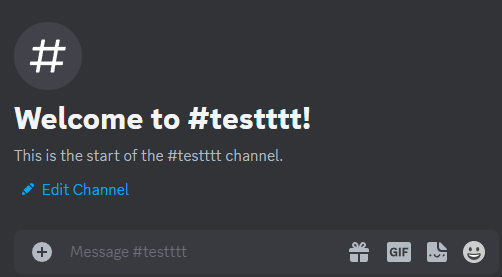 #
Welcome to #testttt!
This is the start of the #testttt channel.
Edit Channel
Message #testttt GIF